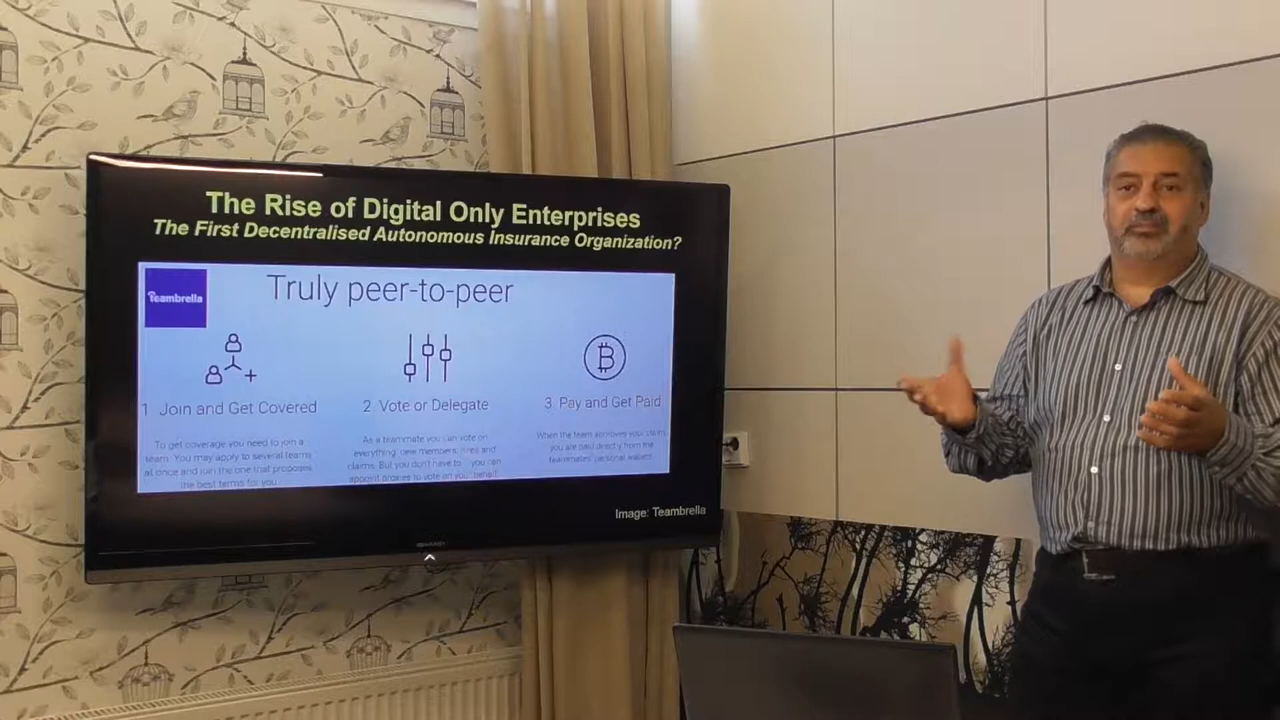 The Rise of Digital Only Enterprises
The First Decentralised Autonomous Insurance Organization?
Teambrella
Truly peer-to-peer
1 Join and Get Covered
2 Vote or Delegate
3 Pay and Get Paid
To get coverage you need to join a
team. You may apply to several teams
at once and join the one that proposes
the best terms for you.
As a teammate you can vote on
everything: new members, fees and
claims. But you don't have to you can
appoint proxies to vote on your behalf.
When the team approves your claim,
you are paid directly from the
teammates' personal wallets.
Image: Teambrella
SHARP